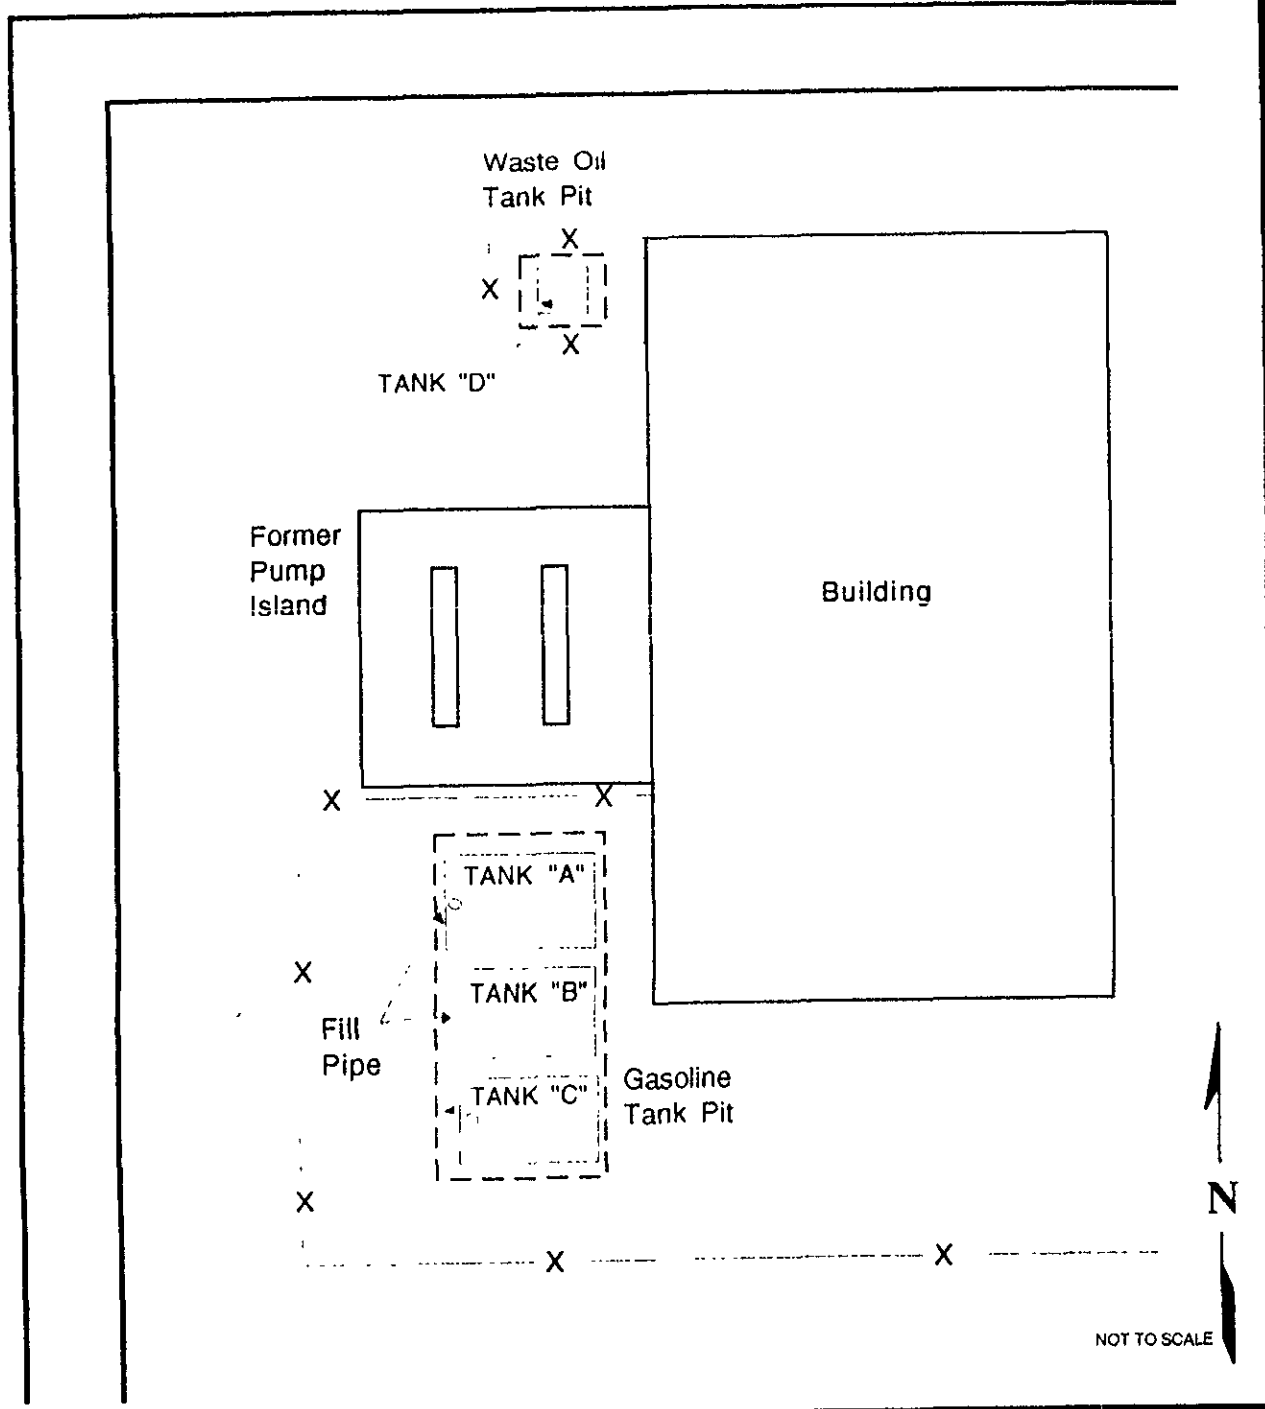 Waste Oil
Tank Pit
X
X
X
TANK "D"
Former
Pump
Island
Building
X
X
TANK "A"
X
TANK "B"
Fill
Pipe
Gasoline
Tank Pit
TANK "C"
X
X
X
N
NOT TO SCALE